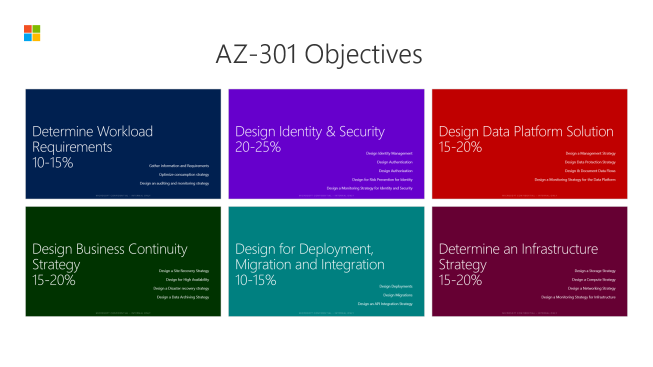 AZ-301 Objectives
Determine Workload
Requirements
10-15%
Gather Information and Requirements
Optimize consumption strategy
Design an auditing and monitoring strategy
Design Identity & Security
20-25%
Design Identity Management
Design Authentication
Design Authorization
Design for Risk Prevention for Identity
Design a Monitoring Strategy for Identity and Security
Design Data Platform Solution
15-20%
Design a Management Strategy
Design Data Protection Strategy
Design & Document Data Flows
Design a Monitoring Strategy for the Data Platform
Design Business Continuity
Strategy
15-20%
Design a Site Recovery Strategy
Design for High Availability
Design a Disaster recovery strategy
Design a Data Archiving Strategy
Design for Deployment,
Migration and Integration
10-15%
Design Deployments
Design Migrations
Design an API Integration Strategy
Determine an Infrastructure
Strategy
15-20%
Design a Storage Strategy
Design a Compute Strategy
Design a Networking Strategy
Design a Monitoring Strategy for Infrastructure